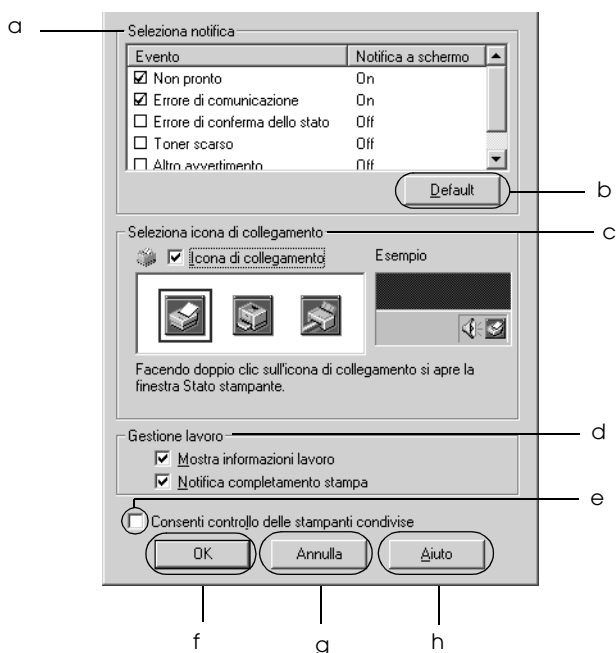 a
Seleziona notifica
Evento Notifica a schermo
Non pronto On
Errore di comunicazione On
Errore di conferma dello stato Off
Toner scarso Off
Altro avvertimento Off
Default
b
Seleziona icona di collegamento
c
Icona di collegamento
Esempio
Facendo doppio clic sull'icona di collegamento si apre la
finestra Stato stampante.
Gestione lavoro
d
Mostra informazioni lavoro
Notifica completamento stampa
e
Consenti controllo delle stampanti condivise
OK Annulla Aiuto
f g h